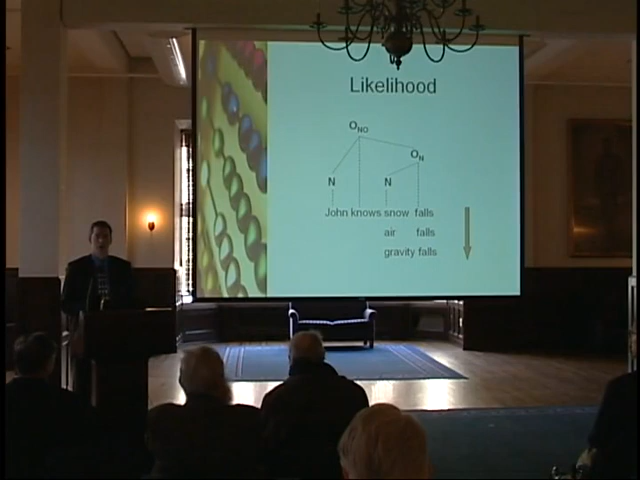 Likelihood
O_NO
O_N
N N
John knows snow falls
air falls
gravity falls